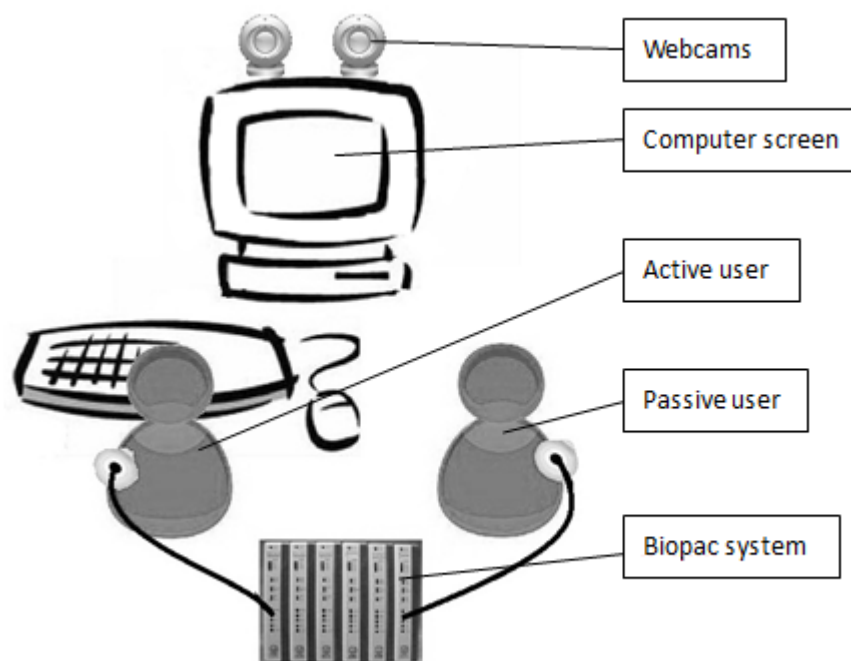 Webcams
Computer screen
Active user
Passive user
Biopac system